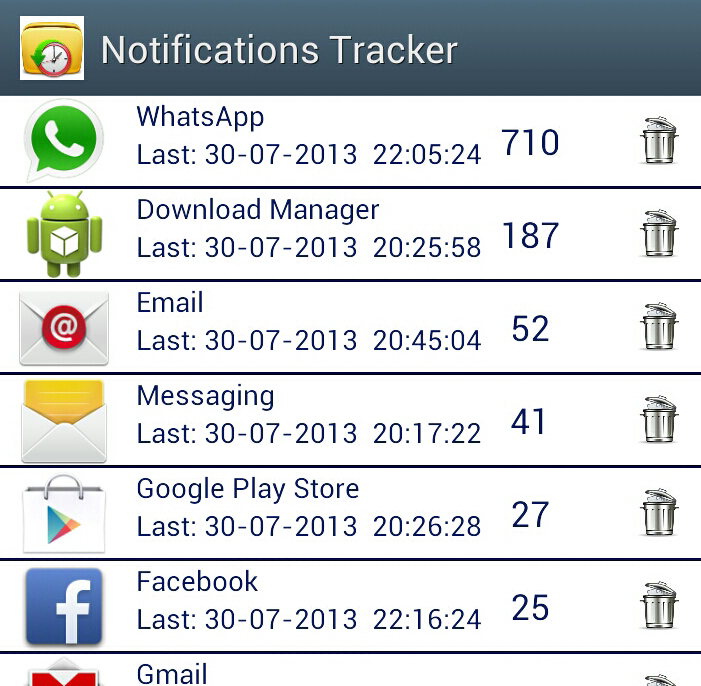 Notifications Tracker
WhatsApp
Last: 30-07-2013 22:05:24
710
Download Manager
Last: 30-07-2013 20:25:58
187
Email
Last: 30-07-2013 20:45:04
52
@
Messaging
Last: 30-07-2013 20:17:22
41
Google Play Store
Last: 30-07-2013 20:26:28
27
Facebook
Last: 30-07-2013 22:16:24
25
f
Gmail